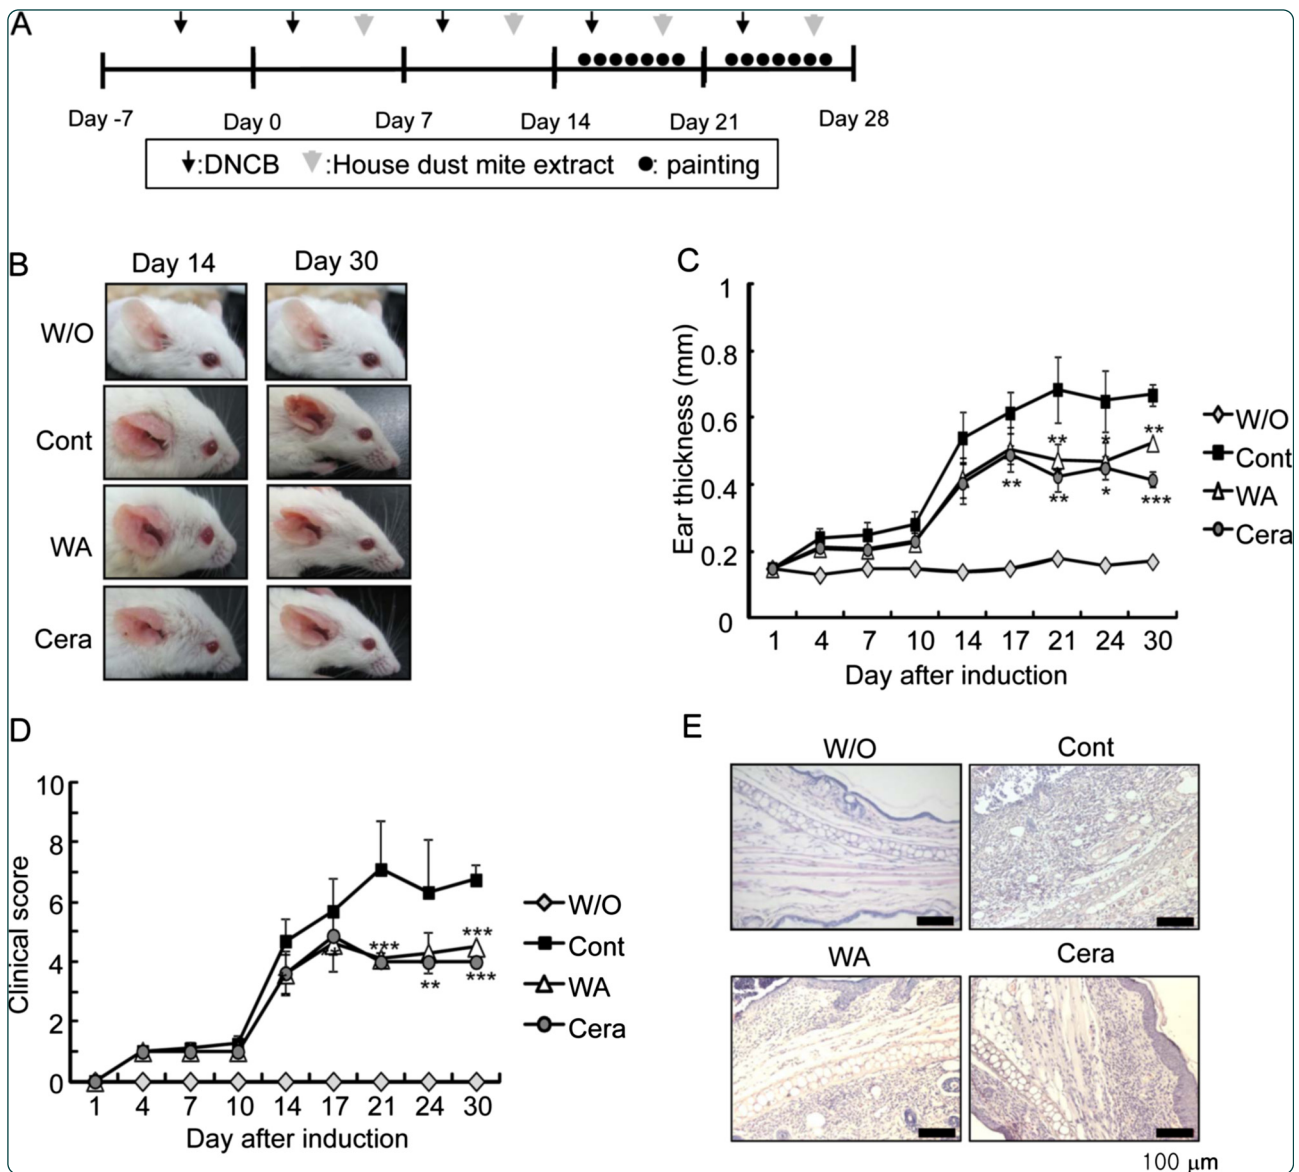 A
Day -7
Day 0
Day 7
Day 14
Day 21
Day 28
:DNCB :House dust mite extract : painting
B
Day 14 Day 30
W/O
Cont
WA
Cera
C
Ear thickness (mm)
1
0.8
0.6
0.4
0.2
0
** * **
** ** * ***
1 4 7 10 14 17 21 24 30
Day after induction
W/O
Cont
WA
Cera
D
Clinical score
10
8
6
4
2
0
*** ***
** ***
1 4 7 10 14 17 21 24 30
Day after induction
W/O
Cont
WA
Cera
E
W/O Cont
WA Cera
100 μm